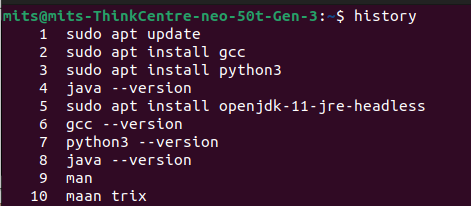 mits@mits-ThinkCentre-neo-50t-Gen-3:~$ history
1 sudo apt update
2 sudo apt install gcc
3 sudo apt install python3
4 java --version
5 sudo apt install openjdk-11-jre-headless
6 gcc --version
7 python3 --version
8 java --version
9 man
10 maan trix